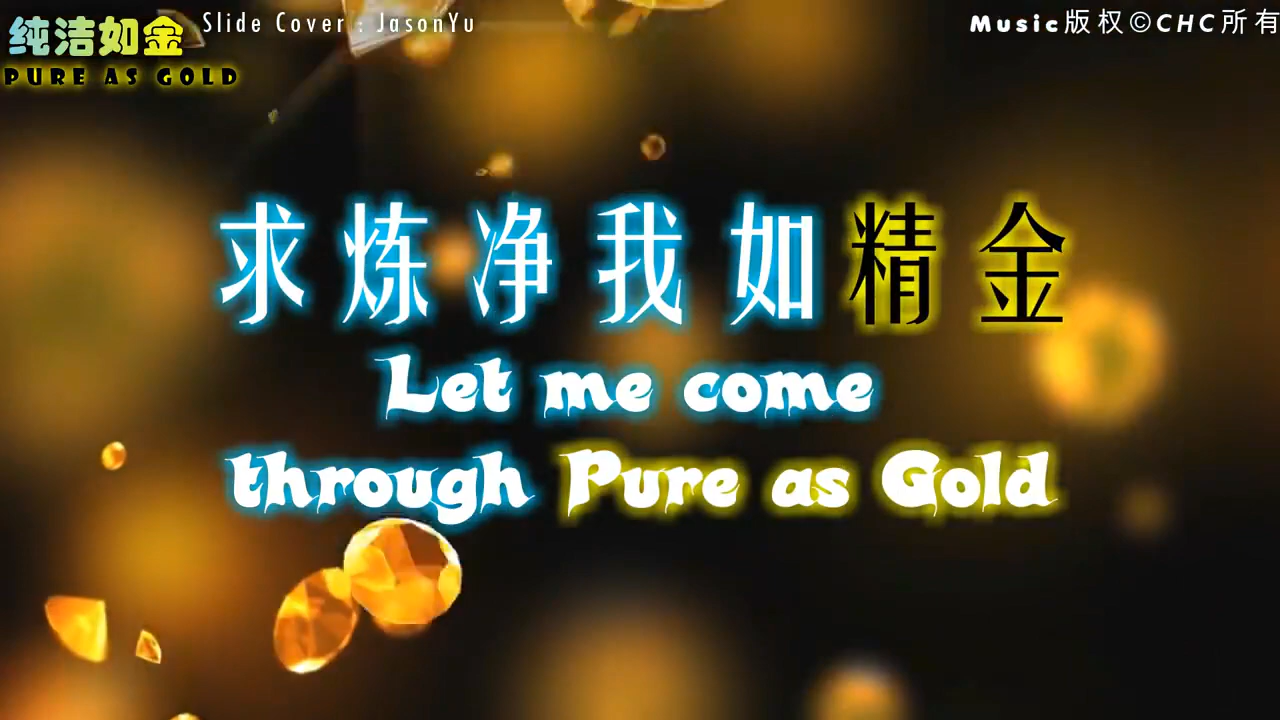 纯洁如金
PURE AS GOLD
Slide Cover : JasonYu
Music版权©CHC所有
求炼净我如精金
Let me come
through Pure as Gold